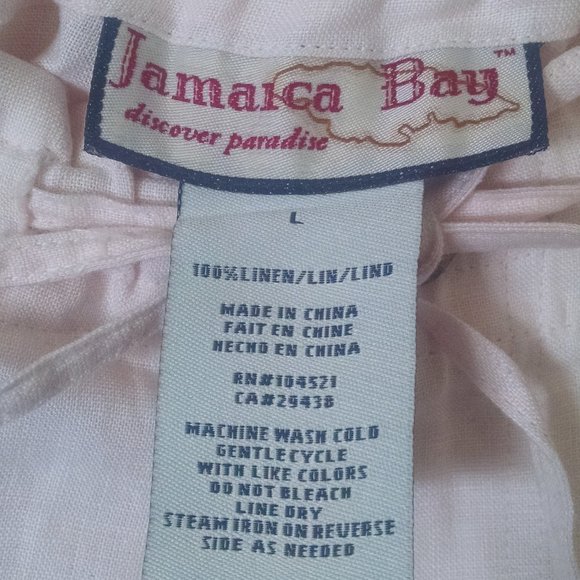 Jamaica Bay™
discover paradise
L
100%LINEN/LIN/LINO
MADE IN CHINA
FAIT EN CHINE
HECHO EN CHINA
RN#104521
CA#29438
MACHINE WASH COLD
GENTLE CYCLE
WITH LIKE COLORS
DO NOT BLEACH
LINE DRY
STEAM IRON ON REVERSE
SIDE AS NEEDED